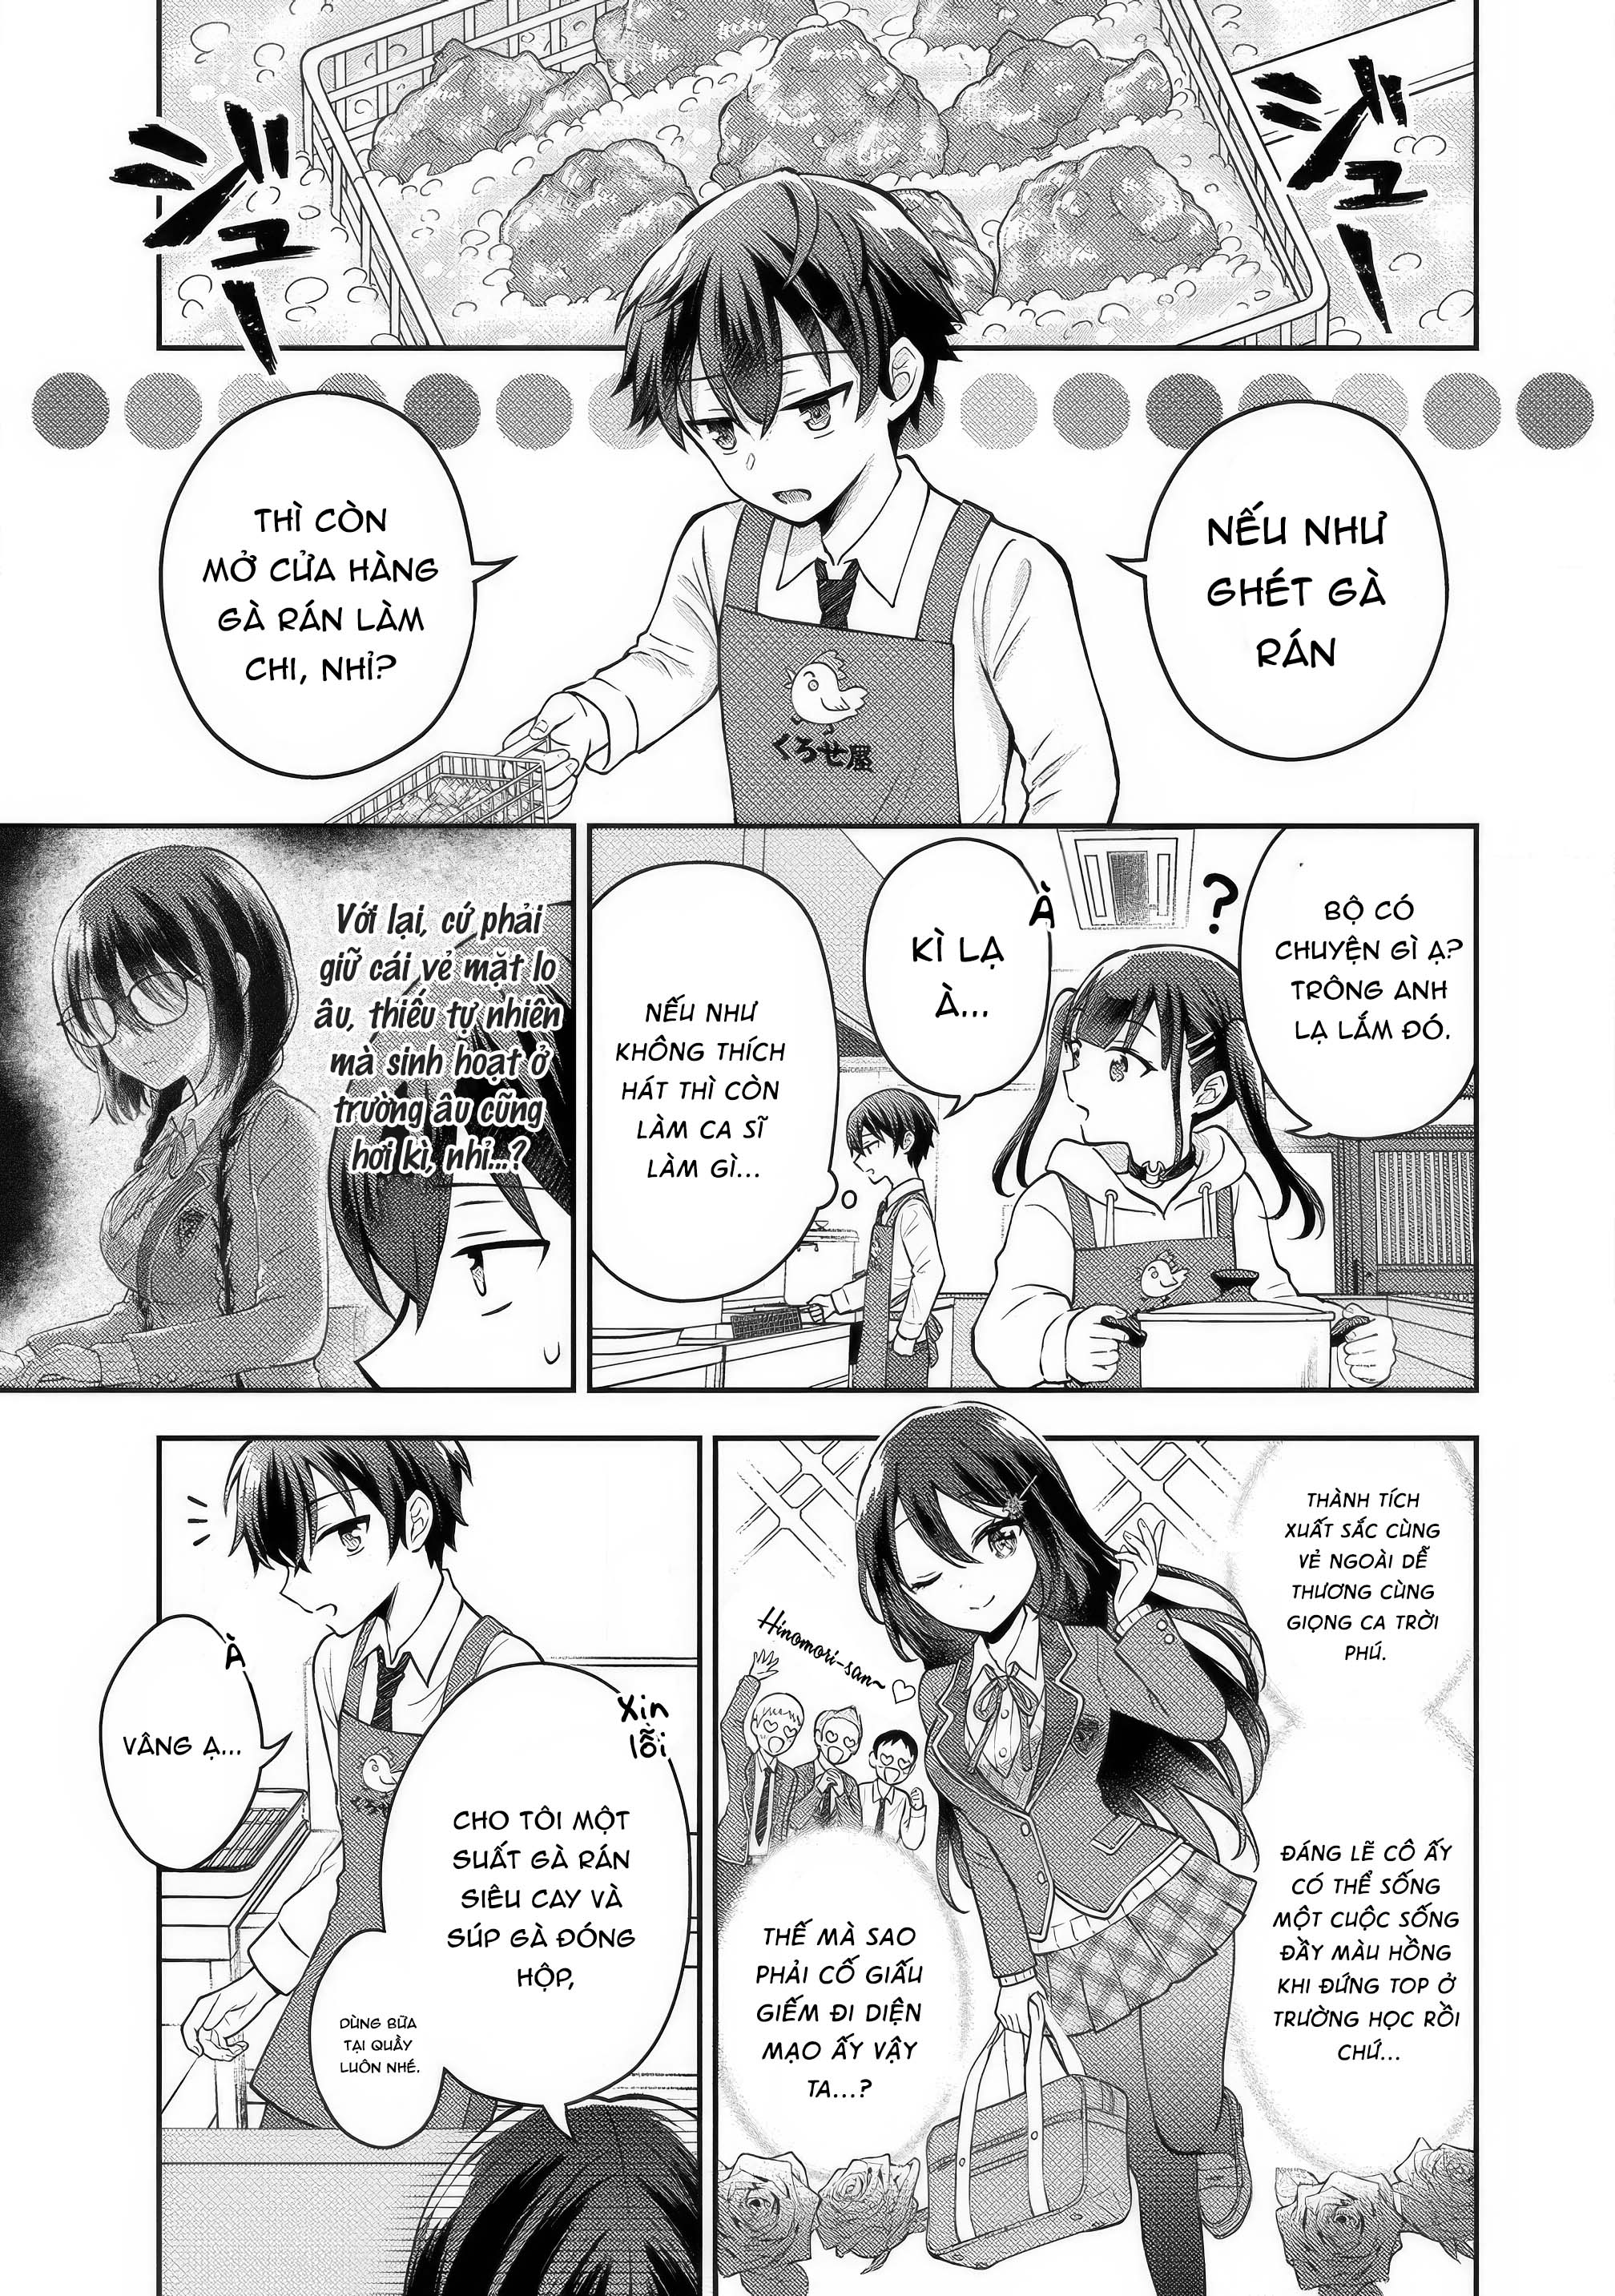 ジュー
ジュー
NẾU NHƯ
GHÉT GÀ
RÁN
THÌ CÒN
MỞ CỬA HÀNG
GÀ RÁN LÀM
CHI, NHỈ?
くろせ屋
BỘ CÓ
CHUYỆN GÌ Ạ?
TRÔNG ANH
LẠ LẮM ĐÓ.
?
À
KÌ LẠ
À...
NẾU NHƯ
KHÔNG THÍCH
HÁT THÌ CÒN
LÀM CA SĨ
LÀM GÌ...
Với lại, cứ phải
giữ cái vẻ mặt lo
âu, thiếu tự nhiên
mà sinh hoạt ở
trường âu cũng
hơi kì, nhỉ...?
THÀNH TÍCH
XUẤT SẮC CÙNG
VẺ NGOÀI DỄ
THƯƠNG CÙNG
GIỌNG CA TRỜI
PHÚ.
Hinomori-san~ ♡
ĐÁNG LẼ CÔ ẤY
CÓ THỂ SỐNG
MỘT CUỘC SỐNG
ĐẦY MÀU HỒNG
KHI ĐỨNG TOP Ở
TRƯỜNG HỌC RỒI
CHỨ...
THẾ MÀ SAO
PHẢI CỐ GIẤU
GIẾM ĐI DIỆN
MẠO ẤY VẬY
TA...?
Xin
lỗi
CHO TÔI MỘT
SUẤT GÀ RÁN
SIÊU CAY VÀ
SÚP GÀ ĐÓNG
HỘP,
DÙNG BỮA
TẠI QUẦY
LUÔN NHÉ.
À
VÂNG Ạ...
くろせ